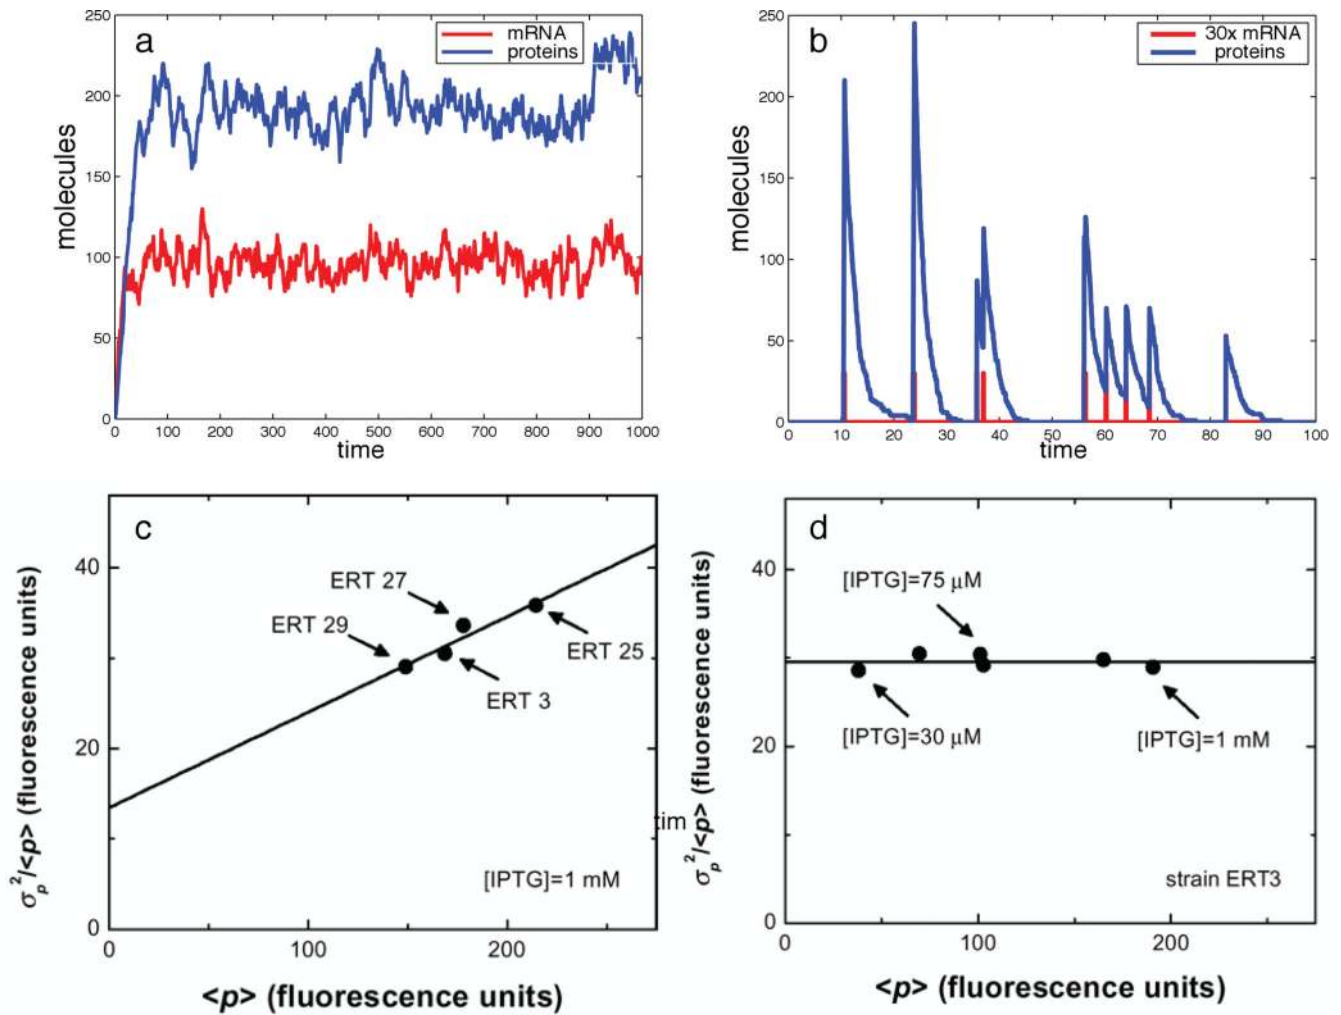 a
mRNA
proteins
250
200
150
100
50
0
molecules
0 100 200 300 400 500 600 700 800 900 1000
time
b
30x mRNA
proteins
250
200
150
100
50
0
molecules
0 10 20 30 40 50 60 70 80 90 100
time
c
ERT 27
ERT 29
ERT 25
ERT 3
[IPTG]=1 mM
40
20
0
σp²/<p> (fluorescence units)
0 100 200
<p> (fluorescence units)
tim
d
[IPTG]=75 μM
[IPTG]=30 μM
[IPTG]=1 mM
strain ERT3
40
20
0
σp²/<p> (fluorescence units)
0 100 200
<p> (fluorescence units)